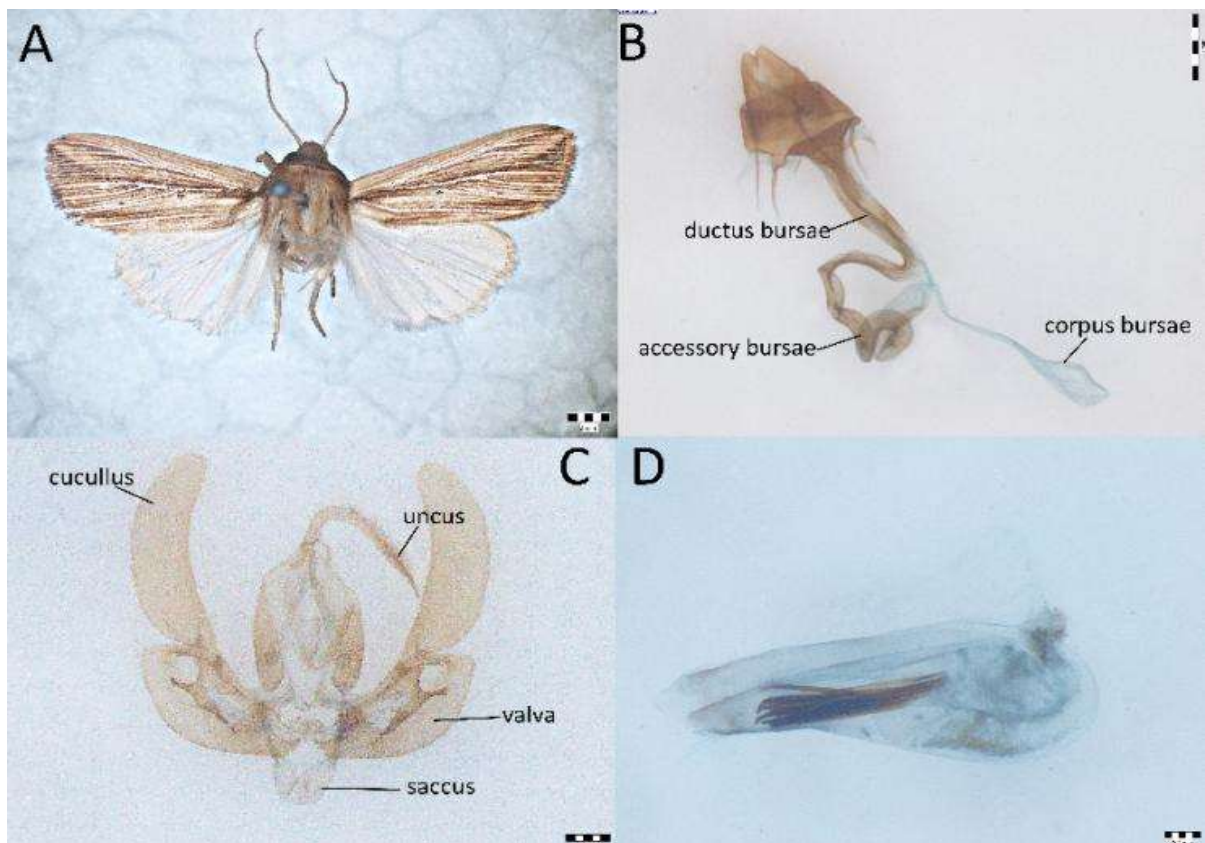 A
B
ductus bursae
accessory bursae
corpus bursae
C
cucullus
uncus
valva
saccus
D